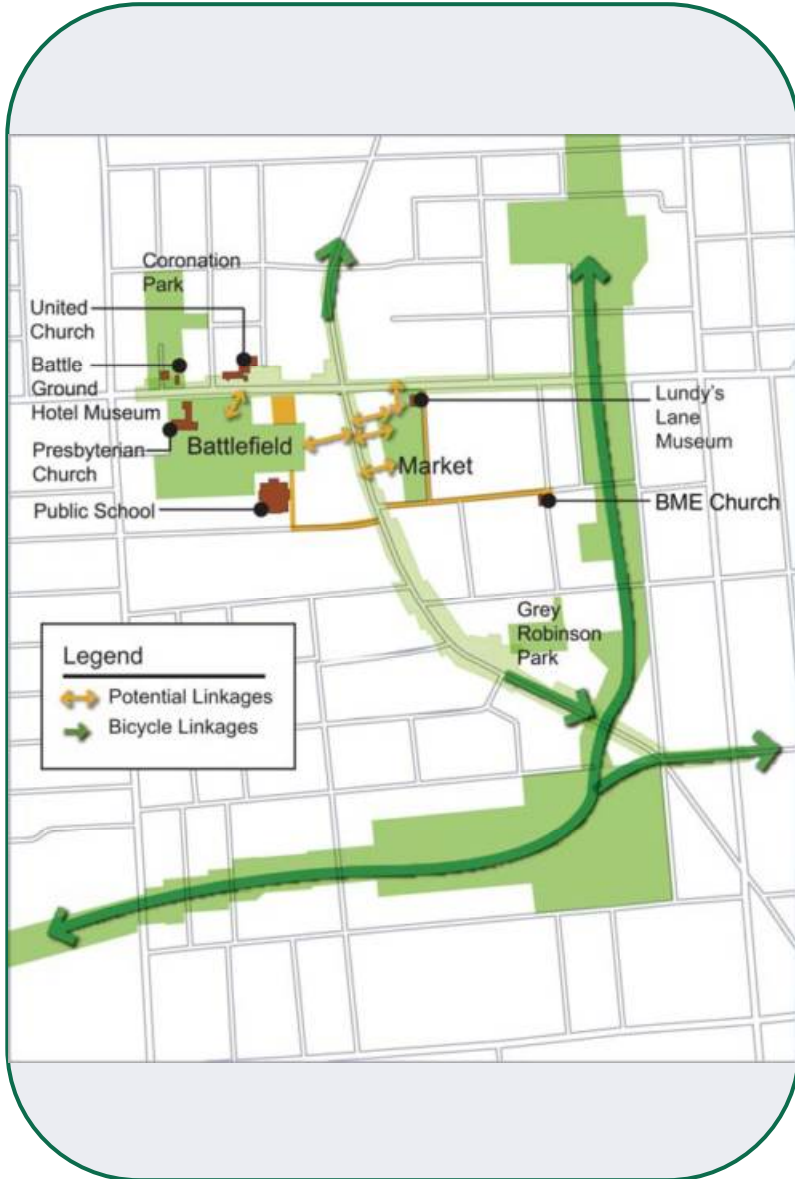 Coronation
Park
United
Church
Battle
Ground
Hotel Museum
Presbyterian
Church
Battlefield
Public School
Market
Lundy's
Lane
Museum
BME Church
Grey
Robinson
Park
Legend
Potential Linkages
Bicycle Linkages